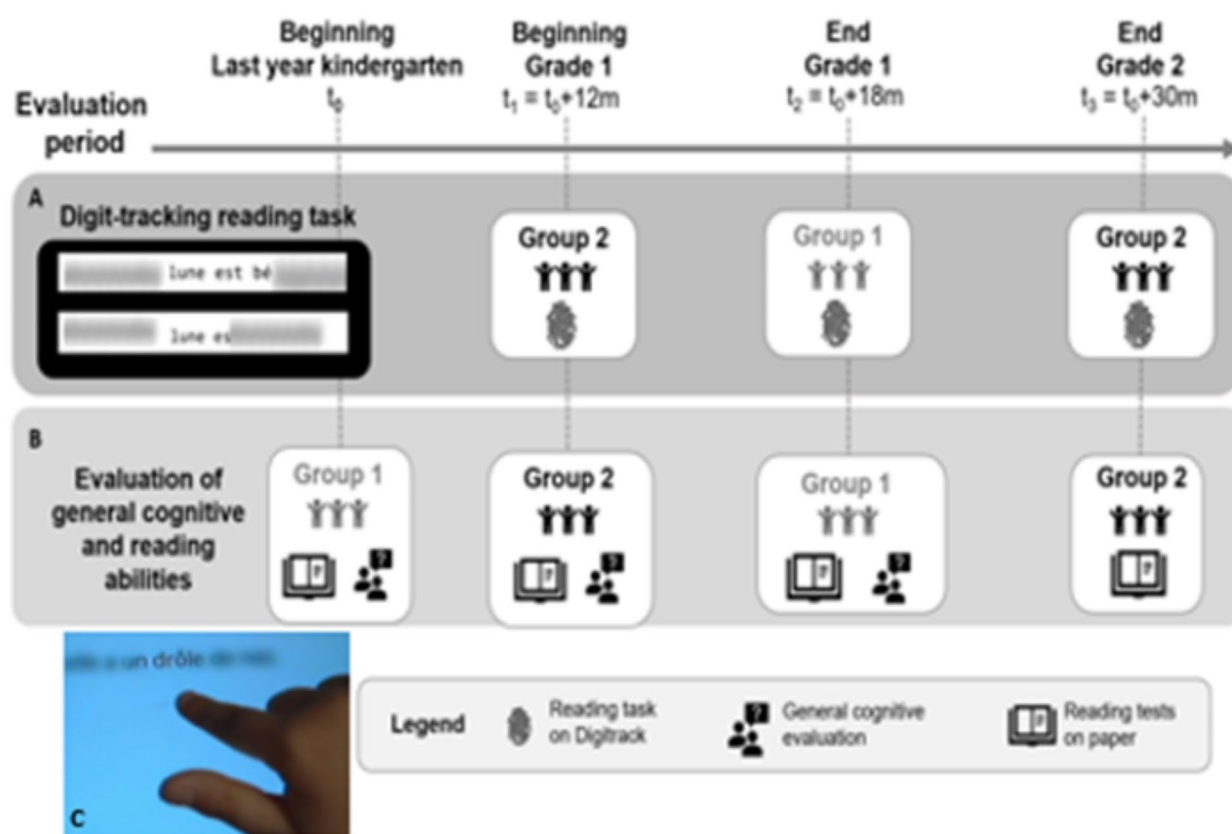 Beginning
Last year kindergarten
t₀
Beginning
Grade 1
t₁ = t₀+12m
End
Grade 1
t₂ = t₀+18m
End
Grade 2
t₃ = t₀+30m
Evaluation
period
A
Digit-tracking reading task
lune est bé
lune es
Group 2
Group 1
Group 2
B
Evaluation of
general cognitive
and reading
abilities
Group 1
?
?
Group 2
?
?
Group 1
?
?
Group 2
?
un drôle
C
Legend
Reading task
on Digitrack
?
General cognitive
evaluation
?
Reading tests
on paper